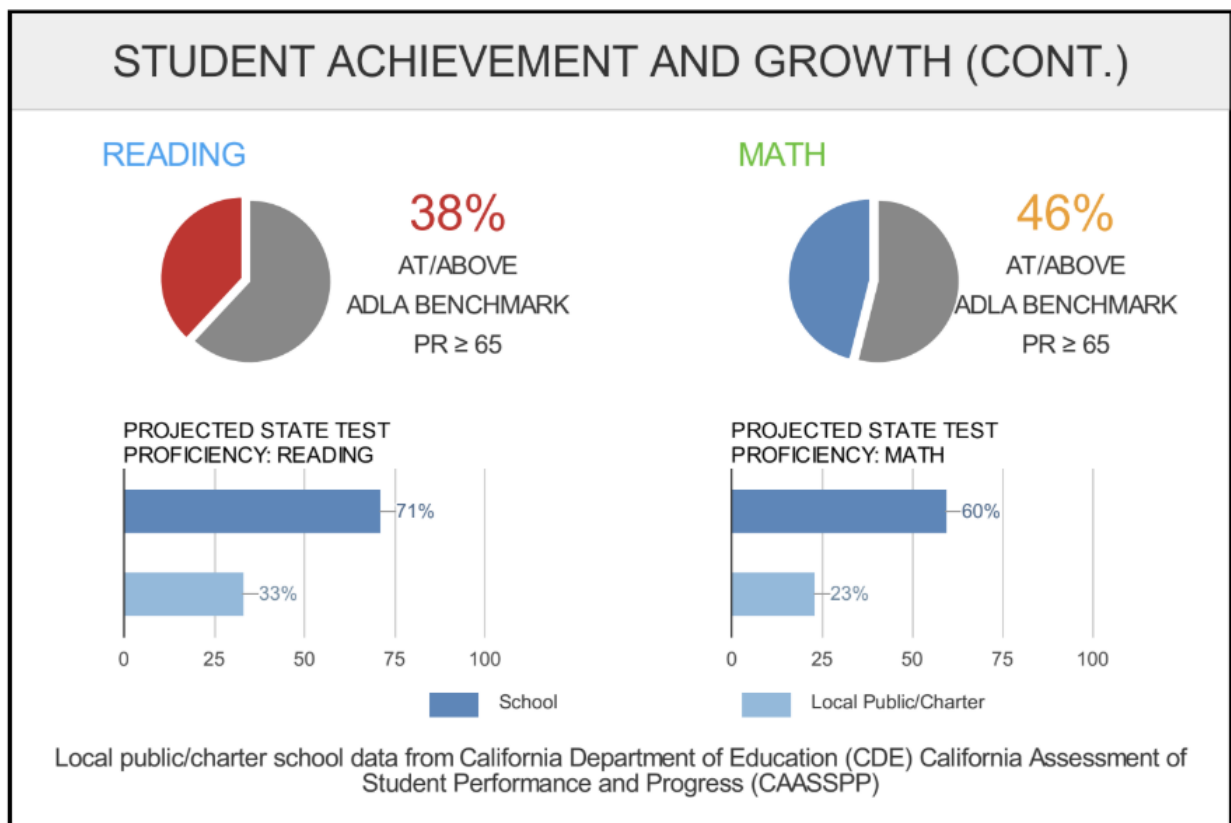 STUDENT ACHIEVEMENT AND GROWTH (CONT.)
READING
38%
AT/ABOVE
ADLA BENCHMARK
PR ≥ 65
MATH
46%
AT/ABOVE
ADLA BENCHMARK
PR ≥ 65
PROJECTED STATE TEST
PROFICIENCY: READING
71%
33%
0 25 50 75 100
PROJECTED STATE TEST
PROFICIENCY: MATH
60%
23%
0 25 50 75 100
School
Local Public/Charter
Local public/charter school data from California Department of Education (CDE) California Assessment of
Student Performance and Progress (CAASSPP)